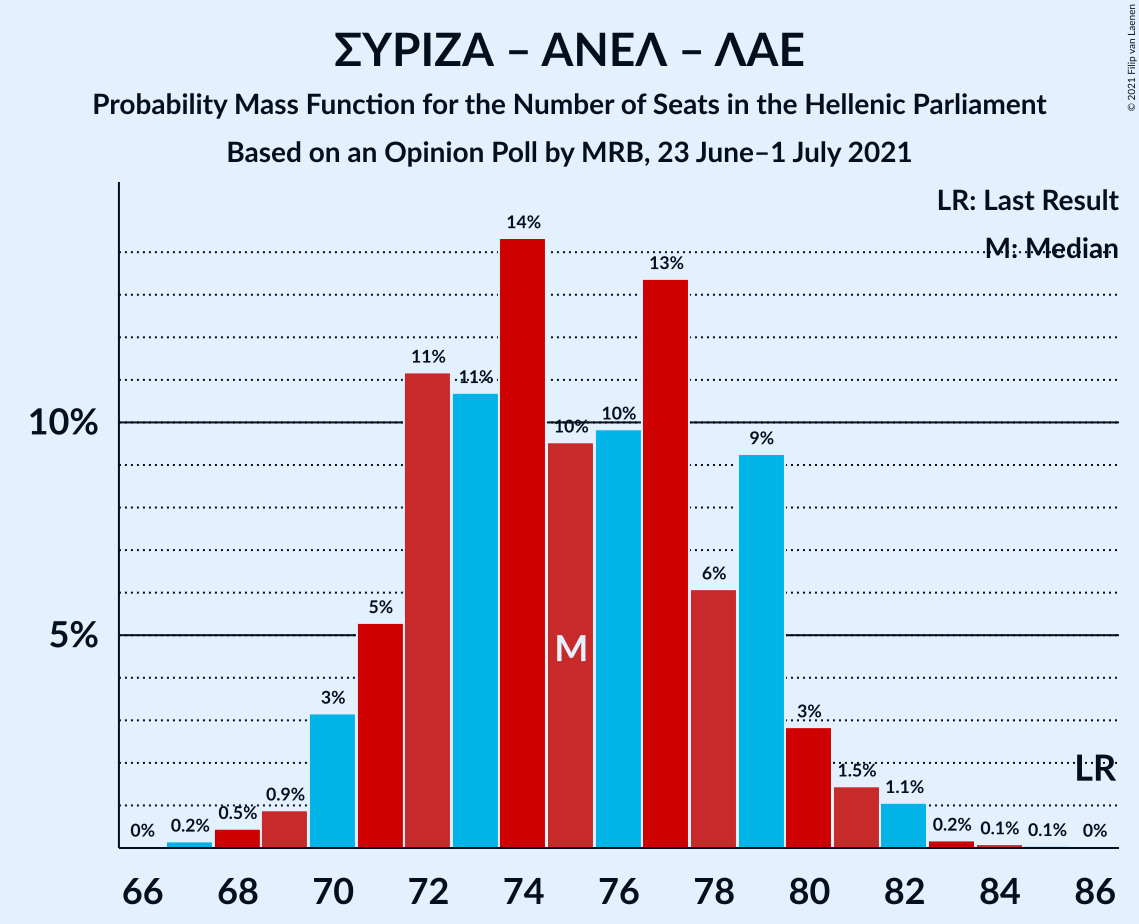 ΣΥΡΙΖΑ – ΑΝΕΛ – ΛΑΕ
Probability Mass Function for the Number of Seats in the Hellenic Parliament
Based on an Opinion Poll by MRB, 23 June–1 July 2021
© 2021 Filip van Laenen
LR: Last Result
M: Median
14%
13%
11%
11%
10%
10%
10%
9%
6%
5%
5%
M
3%
3%
LR
1.5%
1.1%
0.9%
0.5%
0%
0.2%
0.2%
0.1%
0.1%
0%
66 68 70 72 74 76 78 80 82 84 86